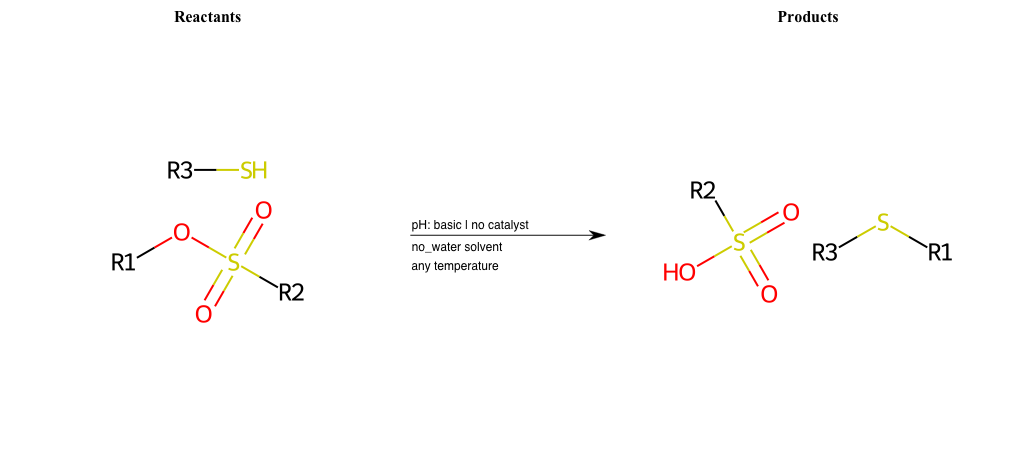 Reactants
Products
R3 SH
O
O
R1
S
R2
O
pH: basic | no catalyst
no_water solvent
any temperature
R2
O
S
HO
O
S
R3
R1